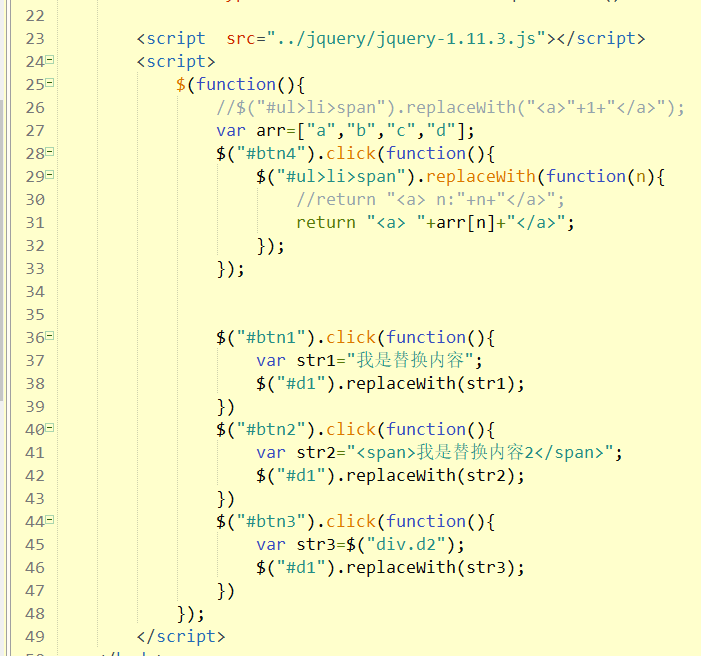 22
23 <script  src="../jquery/jquery-1.11.3.js"></script>
24 <script>
25 $(function(){
26 //$("#ul>li>span").replaceWith("<a>"+1+"</a>");
27 var arr=["a","b","c","d"];
28 $("#btn4").click(function(){
29 $("#ul>li>span").replaceWith(function(n){
30 //return "<a> n:"+n+"</a>";
31 return "<a> "+arr[n]+"</a>";
32 });
33 });
34
35
36 $("#btn1").click(function(){
37 var str1="我是替换内容";
38 $("#d1").replaceWith(str1);
39 })
40 $("#btn2").click(function(){
41 var str2="<span>我是替换内容2</span>";
42 $("#d1").replaceWith(str2);
43 })
44 $("#btn3").click(function(){
45 var str3=$("div.d2");
46 $("#d1").replaceWith(str3);
47 })
48 });
49 </script>